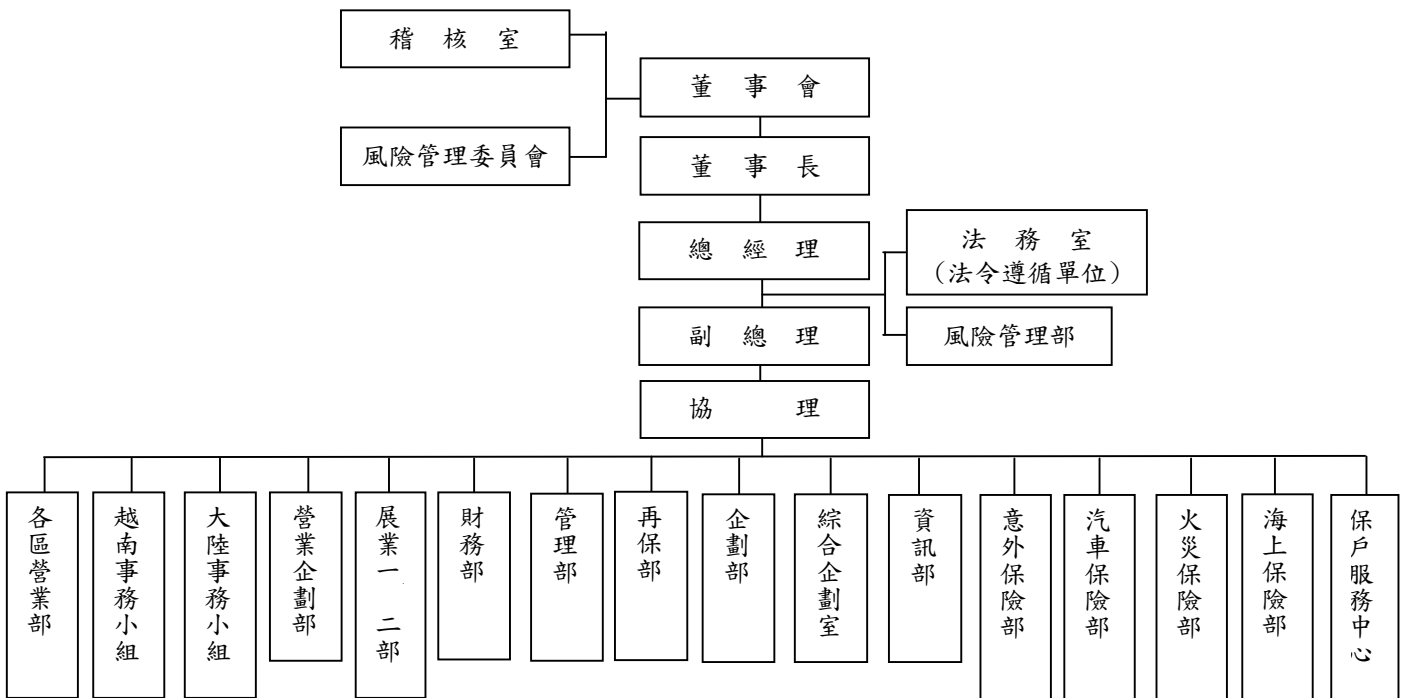 稽核室
董事會
風險管理委員會
董事長
總經理
法務室
（法令遵循單位）
副總理
風險管理部
協理
各區營業部
越南事務小組
大陸事務小組
營業企劃部
展業一、二部
財務部
管理部
再保部
企劃部
綜合企劃室
資訊部
意外保險部
汽車保險部
火災保險部
海上保險部
保戶服務中心